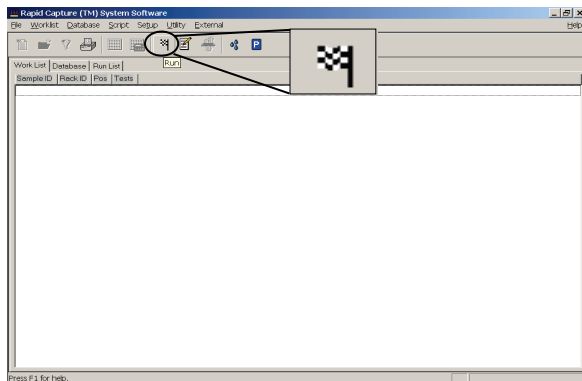 Rapid Capture (TM) System Software
File Worklist Database Script Setup Utility External Help
P
Run
Work List Database Run List
Sample ID Rack ID Pos Tests
Press F1 for help.